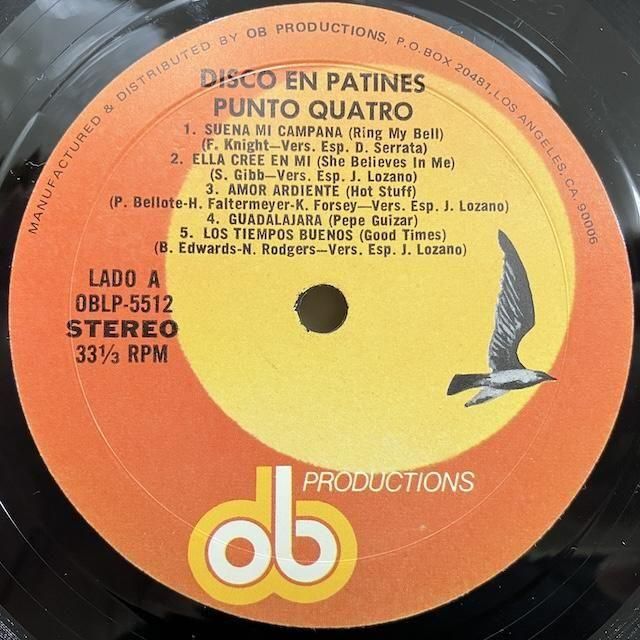 MANUFACTURED & DISTRIBUTED BY OB PRODUCTIONS, P.O. BOX 20481, LOS ANGELES, CA 90006
DISCO EN PATINES
PUNTO QUATRO
1. SUENA MI CAMPANA (Ring My Bell)
(F. Knight—Vers. Esp. D. Serrata)
2. ELLA CREE EN MI (She Believes In Me)
(S. Gibb—Vers. Esp. J. Lozano)
3. AMOR ARDIENTE (Hot Stuff)
(P. Bellote-H. Faltermeyer-K. Forsey—Vers. Esp. J. Lozano)
4. GUADALAJARA (Pepe Guizar)
5. LOS TIEMPOS BUENOS (Good Times)
(B. Edwards-N. Rodgers—Vers. Esp. J. Lozano)
LADO A
OBLP-5512
STEREO
33⅓ RPM
PRODUCTIONS
ob